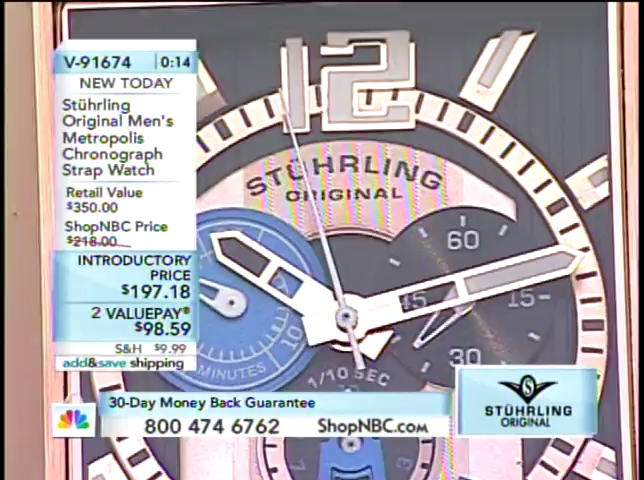 V-91674 0:14
NEW TODAY
Stührling
Original Men's
Metropolis
Chronograph
Strap Watch
Retail Value
$350.00
ShopNBC Price
$218.00
INTRODUCTORY
PRICE
$197.18
2 VALUEPAY®
$98.59
S&H $9.99
add&save shipping
12
STÜHRLING
ORIGINAL
60
45
15
30
10
MINUTES
1/10 SEC
30-Day Money Back Guarantee
800 474 6762 ShopNBC.com
S
STÜHRLING
ORIGINAL